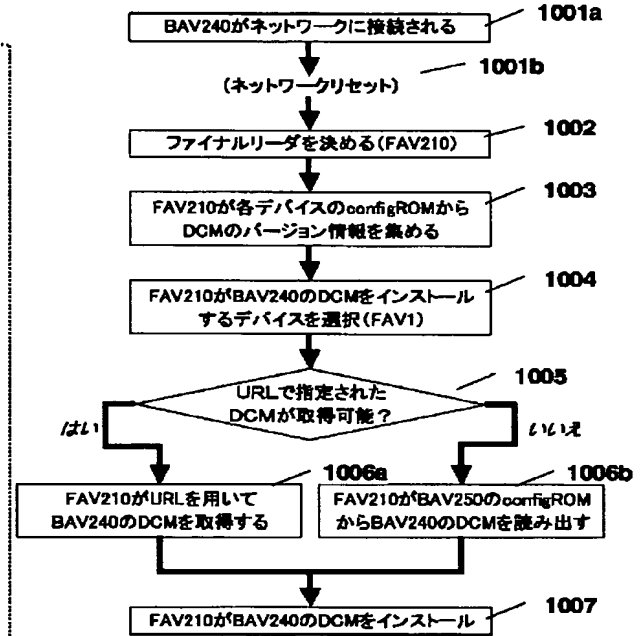 1001a
BAV240がネットワークに接続される
1001b
(ネットワークリセット)
1002
ファイナルリーダを決める(FAV210)
1003
FAV210が各デバイスのconfigROMから
DCMのバージョン情報を集める
1004
FAV210がBAV240のDCMをインストール
するデバイスを選択(FAV1)
1005
URLで指定された
DCMが取得可能?
はい
いいえ
1006a
1006b
FAV210がURLを用いて
BAV240のDCMを取得する
FAV210がBAV250のconfigROM
からBAV240のDCMを読み出す
1007
FAV210がBAV240のDCMをインストール